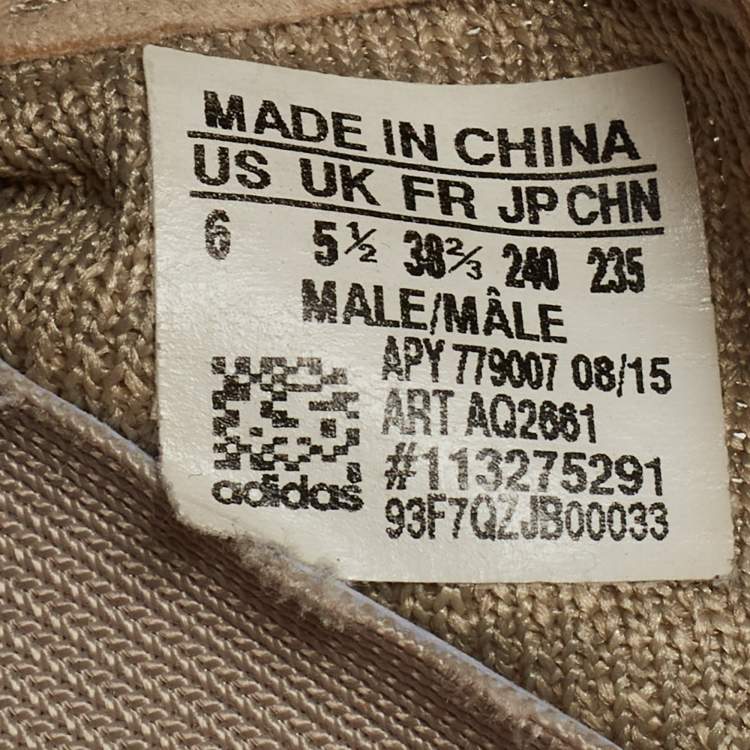 MADE IN CHINA
US UK FR JP CHN
6 5½ 38⅔ 240 235
MALE/MÂLE
APY 779007 08/15
ART AQ2661
#113275291
93F7QZJB00033
adidas